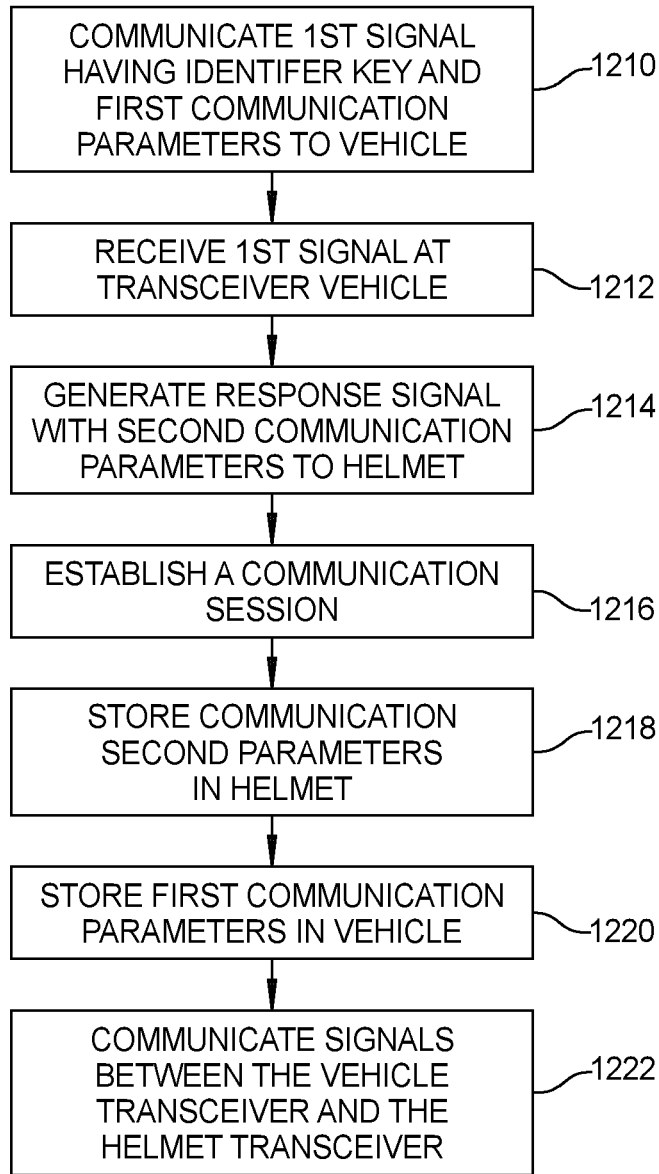 COMMUNICATE 1ST SIGNAL
HAVING IDENTIFER KEY AND
FIRST COMMUNICATION
PARAMETERS TO VEHICLE
1210
RECEIVE 1ST SIGNAL AT
TRANSCEIVER VEHICLE
1212
GENERATE RESPONSE SIGNAL
WITH SECOND COMMUNICATION
PARAMETERS TO HELMET
1214
ESTABLISH A COMMUNICATION
SESSION
1216
STORE COMMUNICATION
SECOND PARAMETERS
IN HELMET
1218
STORE FIRST COMMUNICATION
PARAMETERS IN VEHICLE
1220
COMMUNICATE SIGNALS
BETWEEN THE VEHICLE
TRANSCEIVER AND THE
HELMET TRANSCEIVER
1222